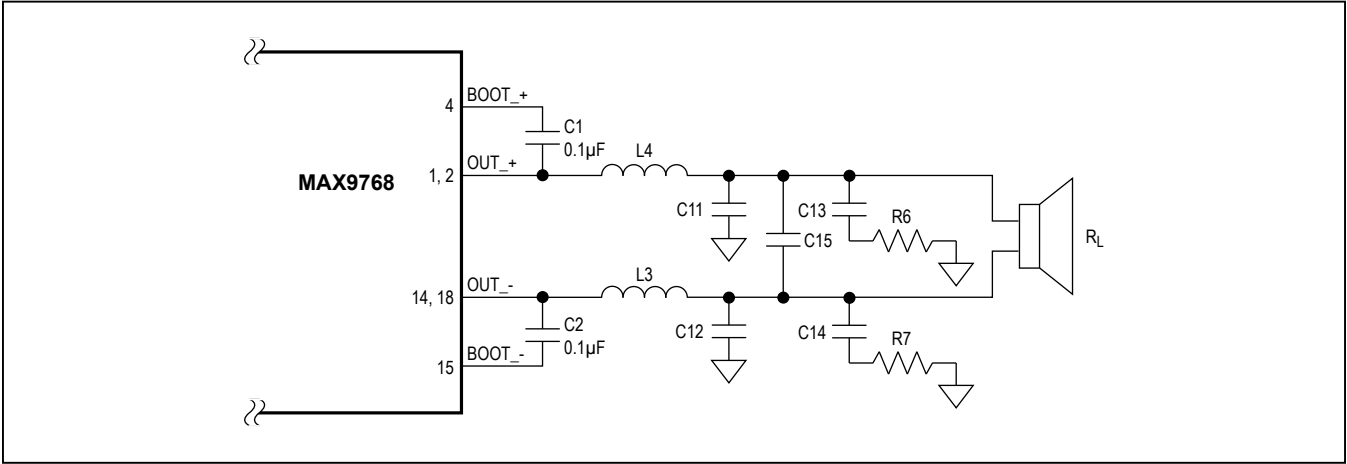 BOOT_+
4
C1
0.1µF
OUT_+
1, 2
L4
MAX9768
C11
C13
R6
C15
RL
OUT_-
14, 18
L3
C2
0.1µF
C12
C14
R7
BOOT_-
15